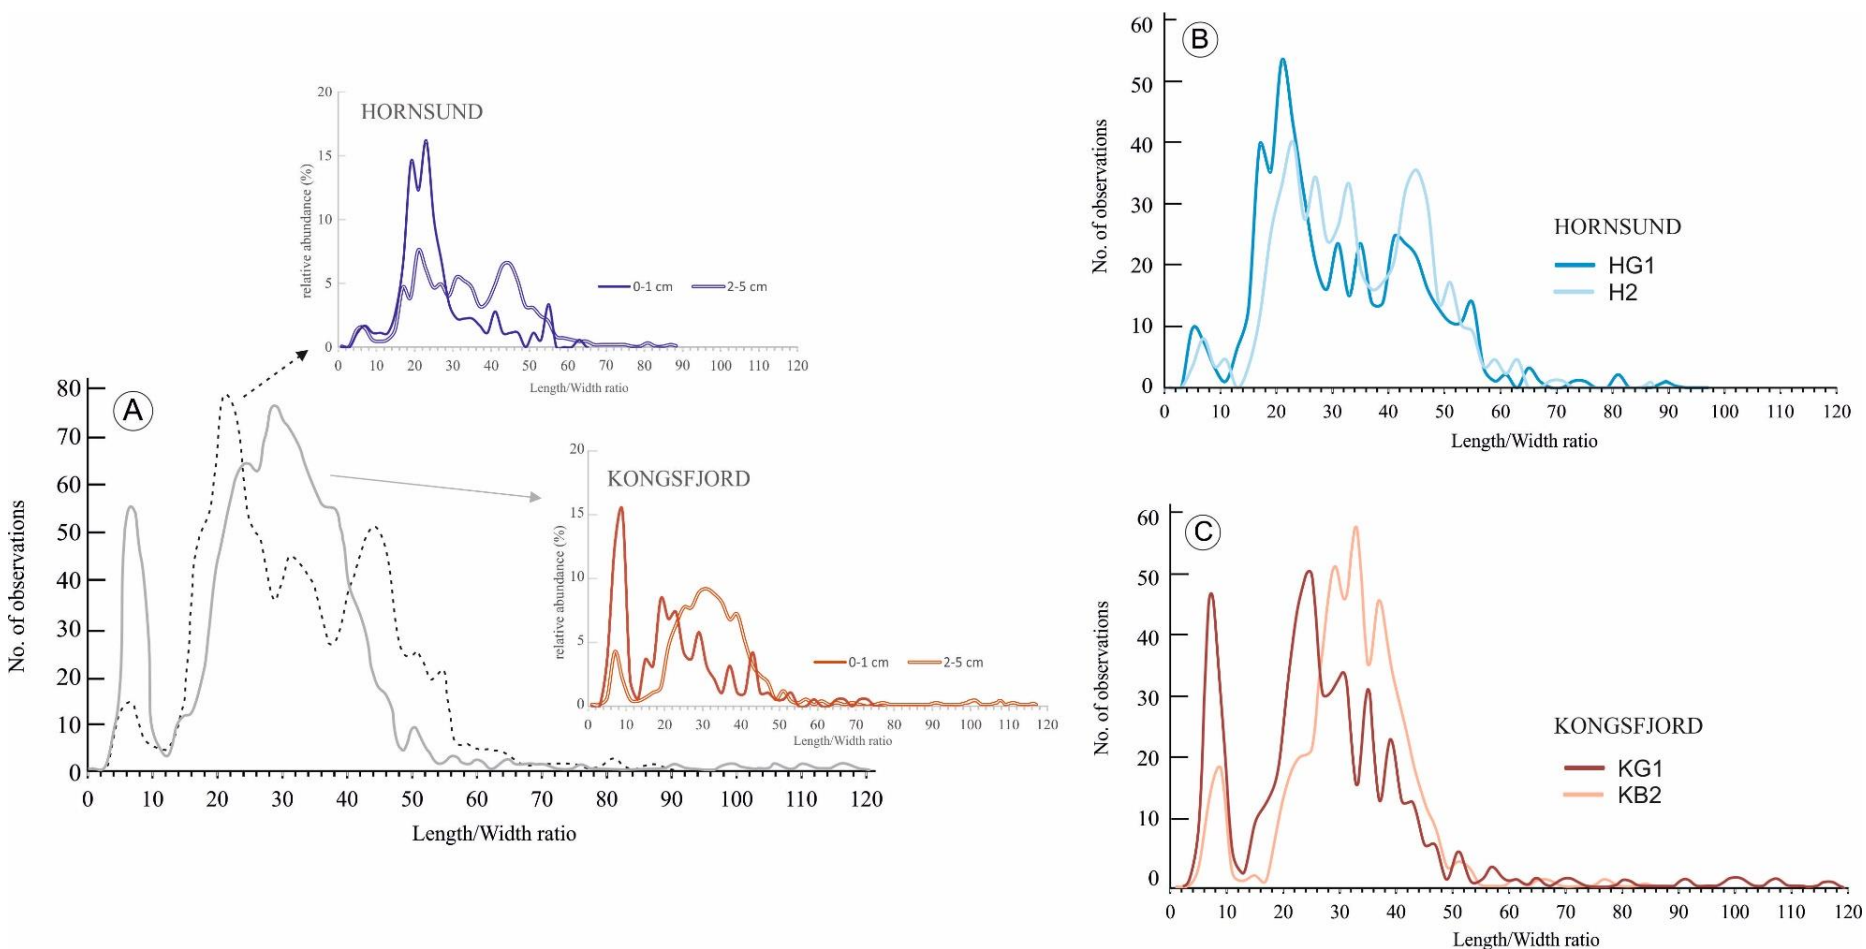 HORNSUND
relative abundance (%)
20
15
10
5
0
0-1 cm 2-5 cm
0 10 20 30 40 50 60 70 80 90 100 110 120
Length/Width ratio
A
No. of observations
80
70
60
50
40
30
20
10
0
0 10 20 30 40 50 60 70 80 90 100 110 120
Length/Width ratio
KONGSFJORD
relative abundance (%)
20
15
10
5
0
0-1 cm 2-5 cm
0 10 20 30 40 50 60 70 80 90 100 110 120
Length/Width ratio
B
No. of observations
60
50
40
30
20
10
0
HORNSUND
HG1
H2
0 10 20 30 40 50 60 70 80 90 100 110 120
Length/Width ratio
C
No. of observations
60
50
40
30
20
10
0
KONGSFJORD
KG1
KB2
0 10 20 30 40 50 60 70 80 90 100 110 120
Length/Width ratio